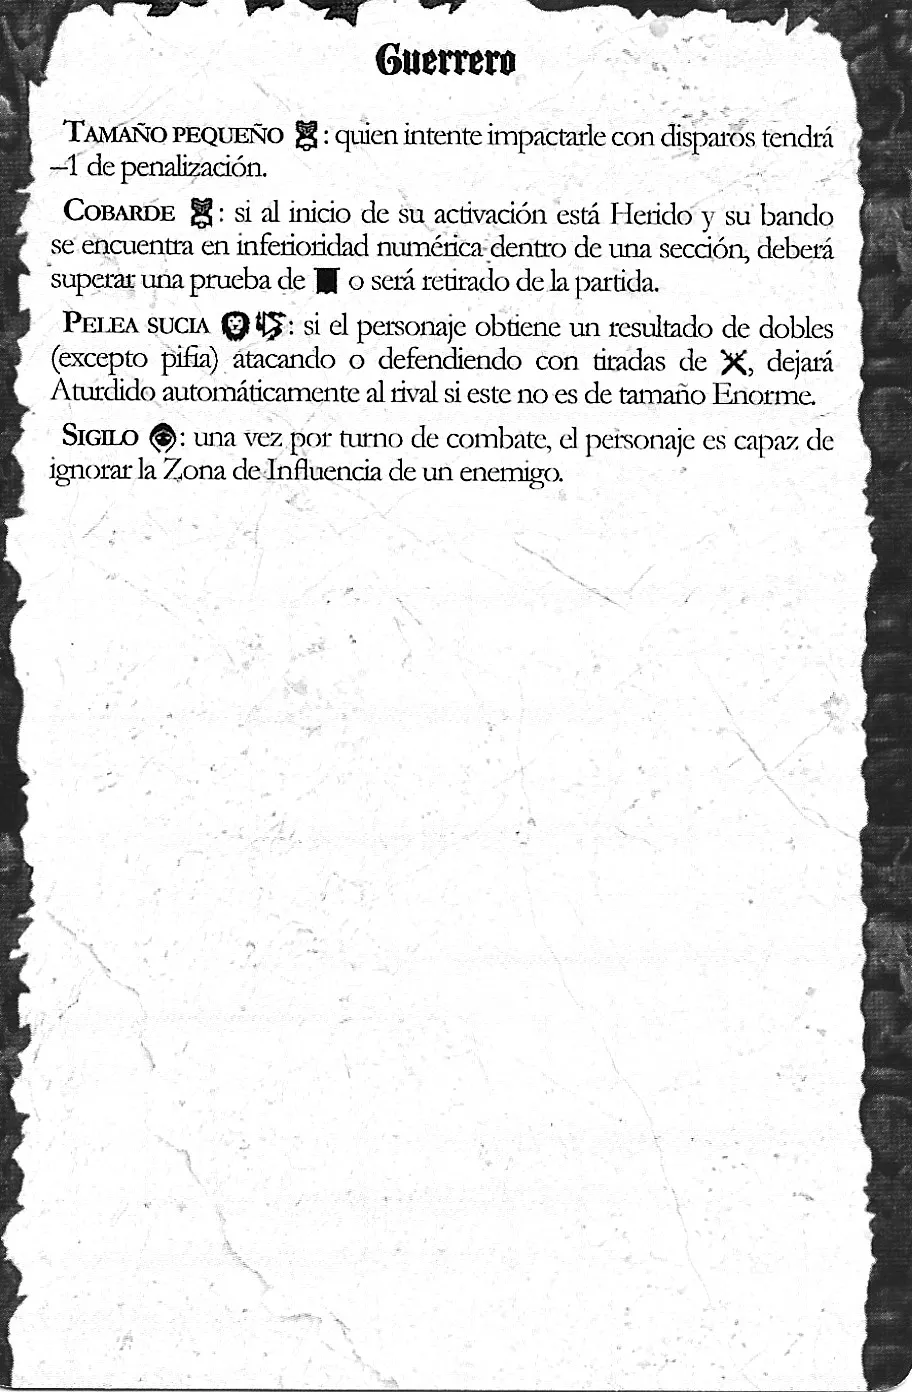 Guerrero
TAMAÑO PEQUEÑO : quien intente impactarle con disparos tendrá
–1 de penalización.
COBARDE : si al inicio de su activación está Herido y su bando
se encuentra en inferioridad numérica dentro de una sección, deberá
superar una prueba de o será retirado de la partida.
PELEA SUCIA : si el personaje obtiene un resultado de dobles
(excepto pifia) atacando o defendiendo con tiradas de , dejará
Aturdido automáticamente al rival si este no es de tamaño Enorme.
SIGILO : una vez por turno de combate, el personaje es capaz de
ignorar la Zona de Influencia de un enemigo.